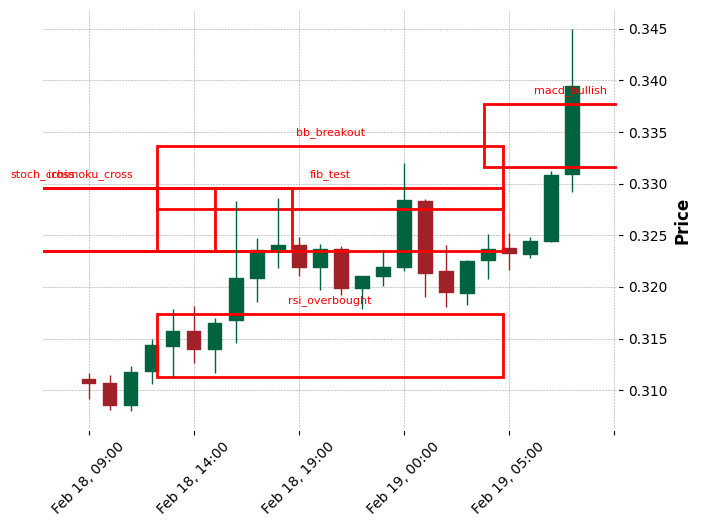 0.345
0.340
macd_bullish
0.335
bb_breakout
0.330
stoch_cross
ichimoku_cross
fib_test
0.325
Price
0.320
rsi_overbought
0.315
0.310
Feb 18, 09:00
Feb 18, 14:00
Feb 18, 19:00
Feb 19, 00:00
Feb 19, 05:00